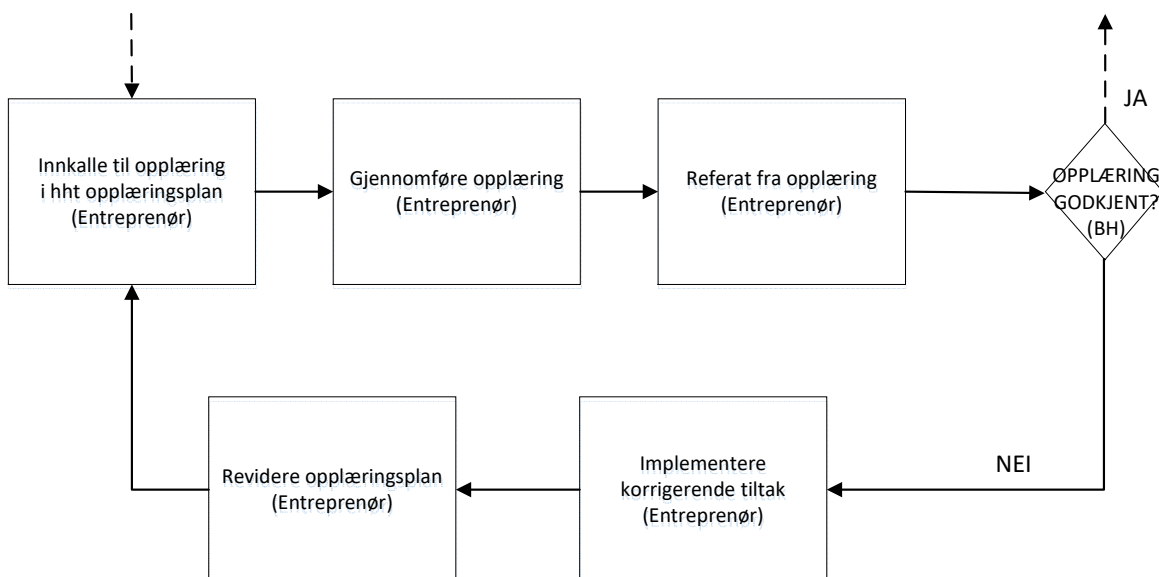 JA
Innkalle til opplæring
i hht opplæringsplan
(Entreprenør)
Gjennomføre opplæring
(Entreprenør)
Referat fra opplæring
(Entreprenør)
OPPLÆRING
GODKJENT?
(BH)
NEI
Implementere
korrigerende tiltak
(Entreprenør)
Revidere opplæringsplan
(Entreprenør)